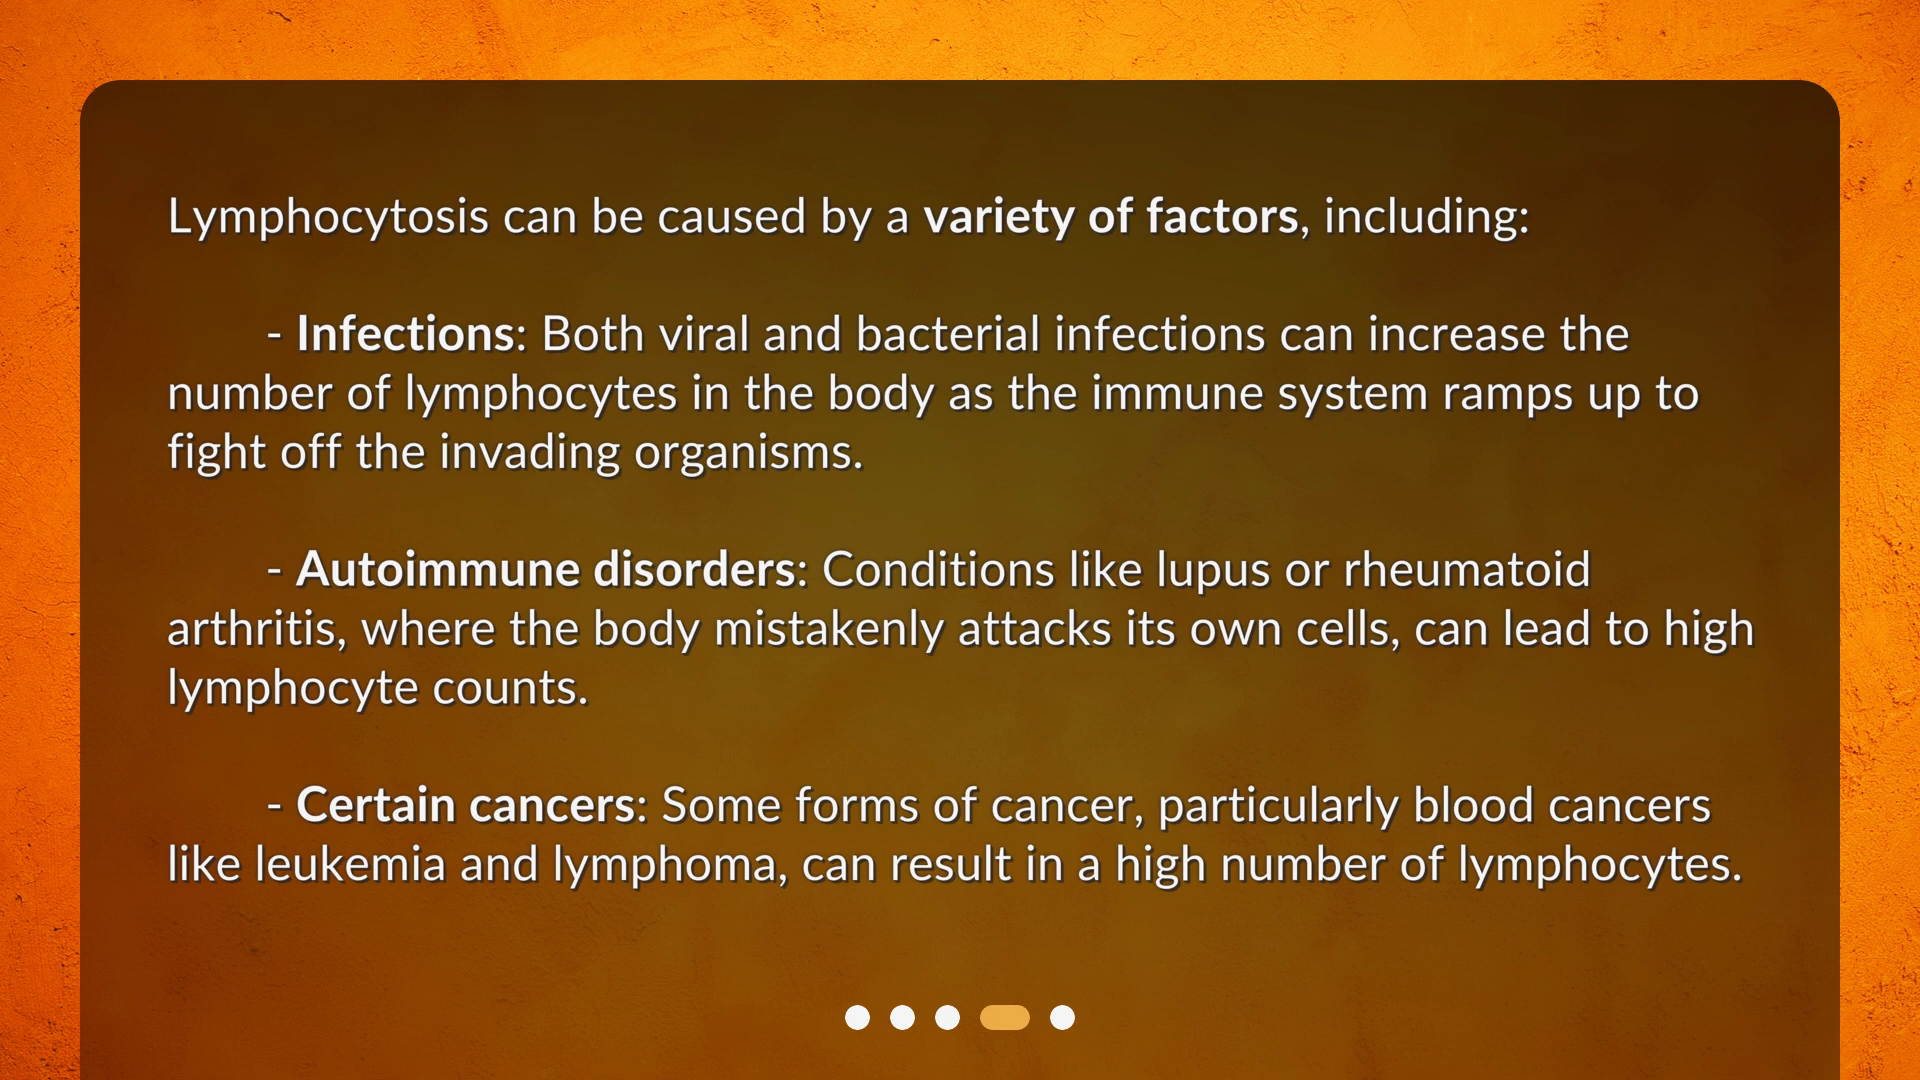 Lymphocytosis can be caused by a variety of factors, including:
- Infections: Both viral and bacterial infections can increase the
number of lymphocytes in the body as the immune system ramps up to
fight off the invading organisms.
- Autoimmune disorders: Conditions like lupus or rheumatoid
arthritis, where the body mistakenly attacks its own cells, can lead to high
lymphocyte counts.
- Certain cancers: Some forms of cancer, particularly blood cancers
like leukemia and lymphoma, can result in a high number of lymphocytes.